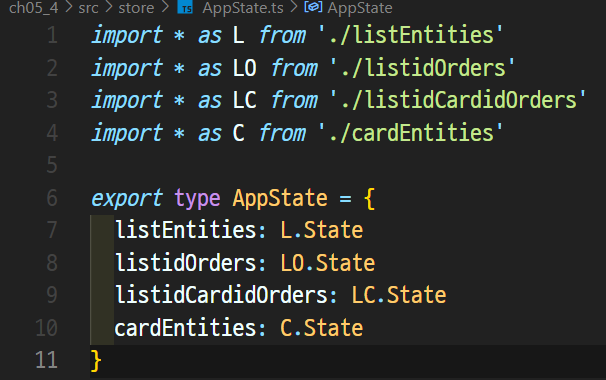 ch05_4 > src > store > TS AppState.ts > AppState
1 import * as L from './listEntities'
2 import * as LO from './listidOrders'
3 import * as LC from './listidCardidOrders'
4 import * as C from './cardEntities'
5
6 export type AppState = {
7 listEntities: L.State
8 listidOrders: LO.State
9 listidCardidOrders: LC.State
10 cardEntities: C.State
11 }